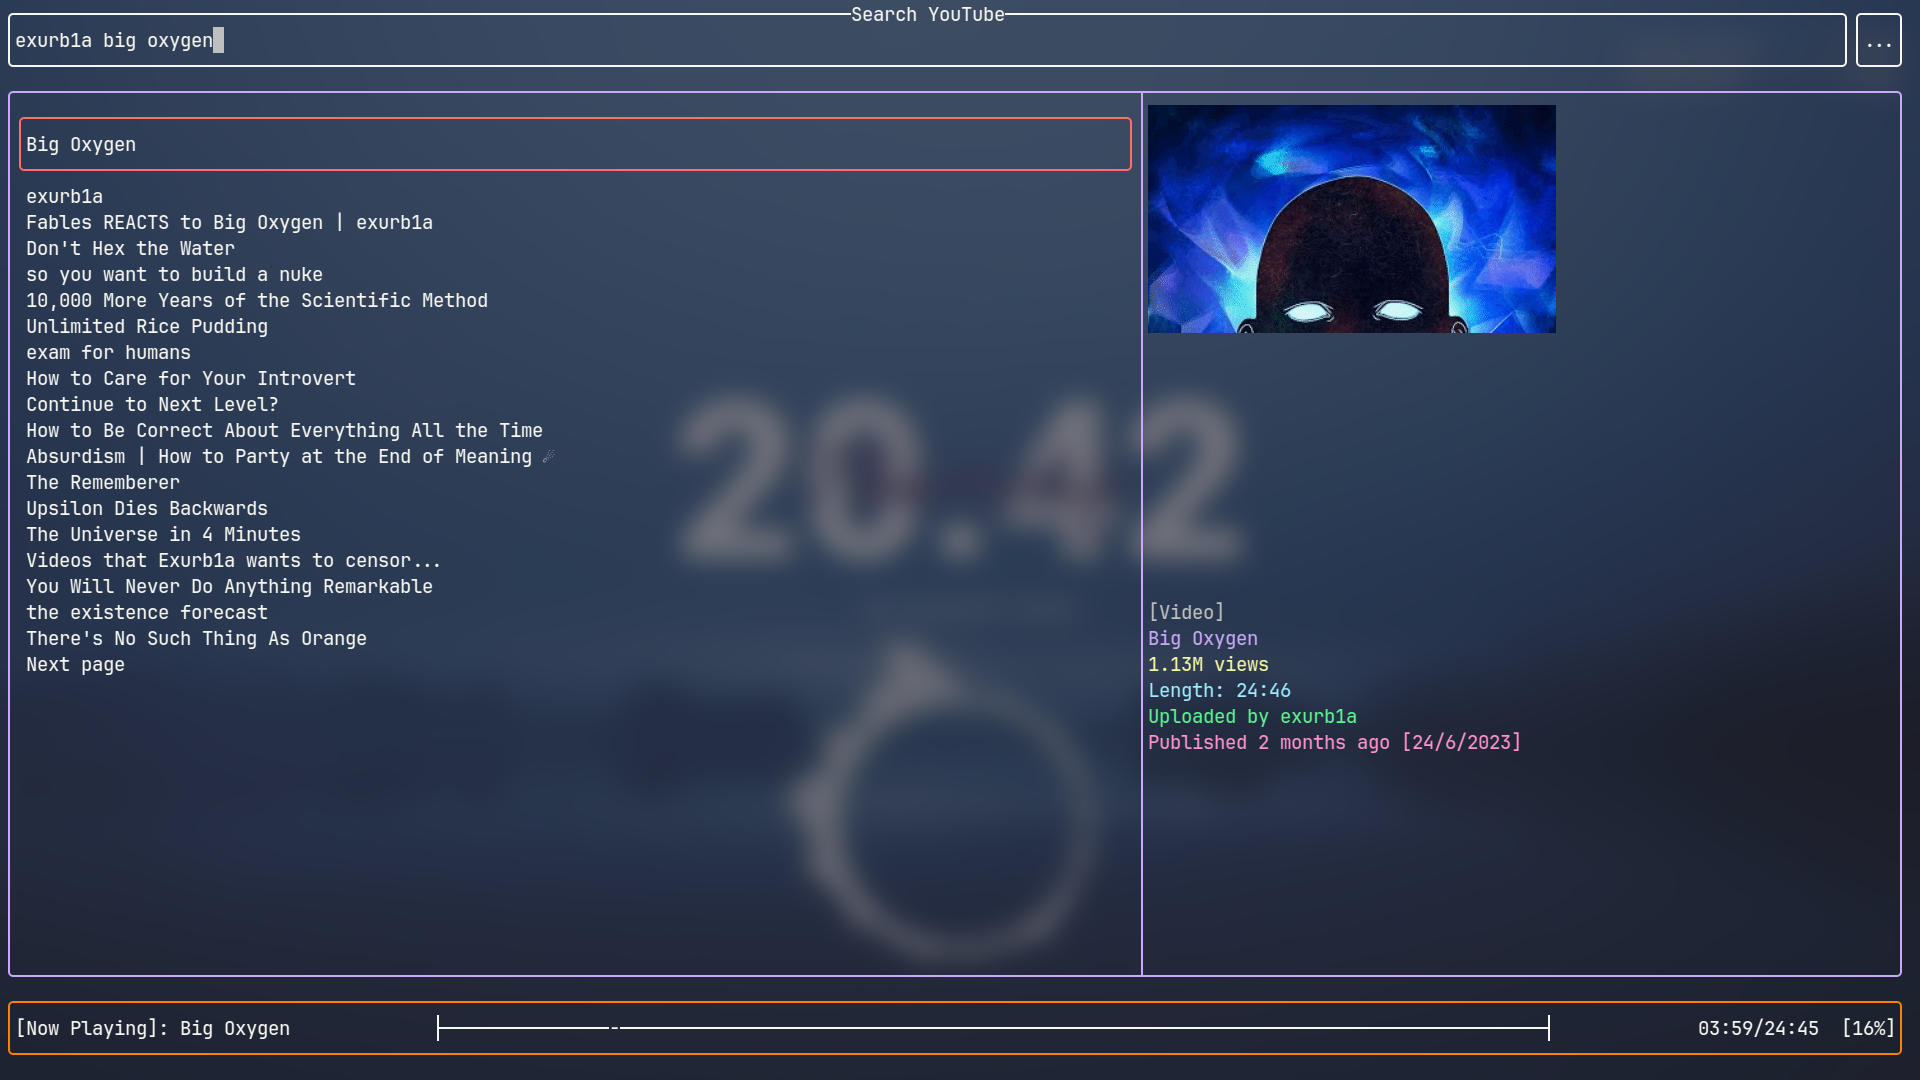 Search YouTube
exurb1a big oxygen
...
Big Oxygen
exurb1a
Fables REACTS to Big Oxygen | exurb1a
Don't Hex the Water
so you want to build a nuke
10,000 More Years of the Scientific Method
Unlimited Rice Pudding
exam for humans
How to Care for Your Introvert
Continue to Next Level?
How to Be Correct About Everything All the Time
Absurdism | How to Party at the End of Meaning ☄
The Rememberer
Upsilon Dies Backwards
The Universe in 4 Minutes
Videos that Exurb1a wants to censor...
You Will Never Do Anything Remarkable
the existence forecast
There's No Such Thing As Orange
Next page
20.42
[Video]
Big Oxygen
1.13M views
Length: 24:46
Uploaded by exurb1a
Published 2 months ago [24/6/2023]
[Now Playing]: Big Oxygen 03:59/24:45 [16%]